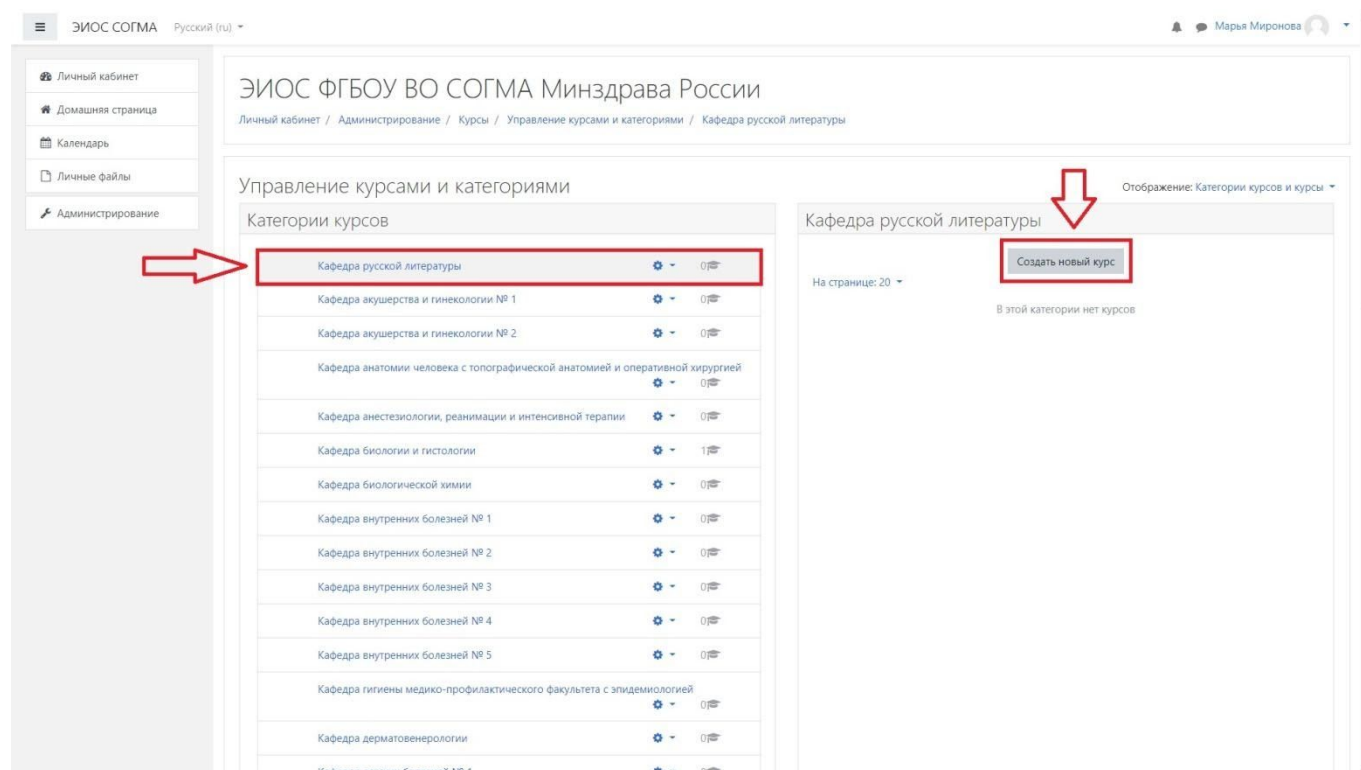 ЭИОС СОГМА Русский (ru)
Марья Миронова
Личный кабинет
Домашняя страница
Календарь
Личные файлы
Администрирование
ЭИОС ФГБОУ ВО СОГМА Минздрава России
Личный кабинет / Администрирование / Курсы / Управление курсами и категориями / Кафедра русской литературы
Управление курсами и категориями
Отображение: Категории курсов и курсы
Категории курсов
Кафедра русской литературы 0
Кафедра акушерства и гинекологии № 1 0
Кафедра акушерства и гинекологии № 2 0
Кафедра анатомии человека с топографической анатомией и оперативной хирургией
0
Кафедра анестезиологии, реанимации и интенсивной терапии 0
Кафедра биологии и гистологии 1
Кафедра биологической химии 0
Кафедра внутренних болезней № 1 0
Кафедра внутренних болезней № 2 0
Кафедра внутренних болезней № 3 0
Кафедра внутренних болезней № 4 0
Кафедра внутренних болезней № 5 0
Кафедра гигиены медико-профилактического факультета с эпидемиологией
0
Кафедра дерматовенерологии 0
Кафедра русской литературы
Создать новый курс
На странице: 20
В этой категории нет курсов